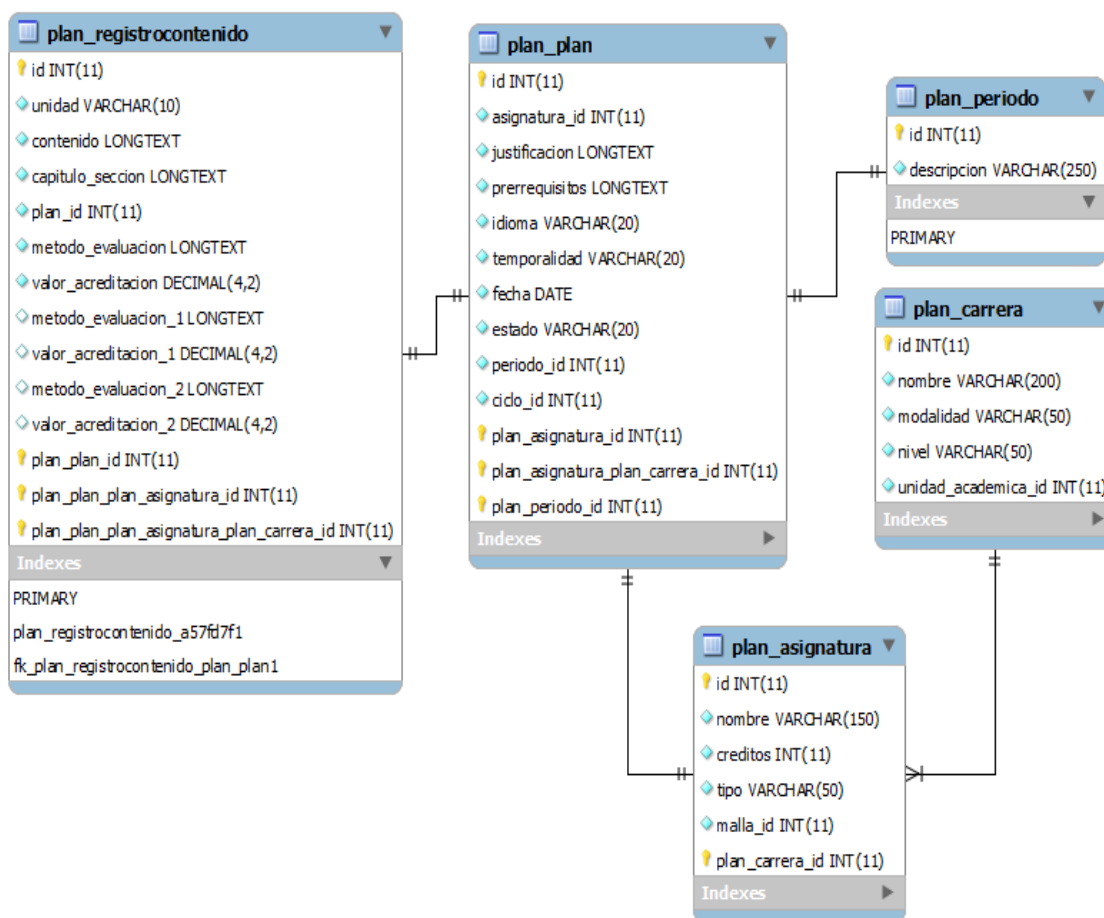 plan_registrocontenido
id INT(11)
unidad VARCHAR(10)
contenido LONGTEXT
capitulo_seccion LONGTEXT
plan_id INT(11)
metodo_evaluacion LONGTEXT
valor_acreditacion DECIMAL(4,2)
metodo_evaluacion_1 LONGTEXT
valor_acreditacion_1 DECIMAL(4,2)
metodo_evaluacion_2 LONGTEXT
valor_acreditacion_2 DECIMAL(4,2)
plan_plan_id INT(11)
plan_plan_plan_asignatura_id INT(11)
plan_plan_plan_asignatura_plan_carrera_id INT(11)
Indexes
PRIMARY
plan_registrocontenido_a57fd7f1
fk_plan_registrocontenido_plan_plan1
plan_plan
id INT(11)
asignatura_id INT(11)
justificacion LONGTEXT
prerrequisitos LONGTEXT
idioma VARCHAR(20)
temporalidad VARCHAR(20)
fecha DATE
estado VARCHAR(20)
periodo_id INT(11)
ciclo_id INT(11)
plan_asignatura_id INT(11)
plan_asignatura_plan_carrera_id INT(11)
plan_periodo_id INT(11)
Indexes
plan_periodo
id INT(11)
descripcion VARCHAR(250)
Indexes
PRIMARY
plan_carrera
id INT(11)
nombre VARCHAR(200)
modalidad VARCHAR(50)
nivel VARCHAR(50)
unidad_academica_id INT(11)
Indexes
plan_asignatura
id INT(11)
nombre VARCHAR(150)
creditos INT(11)
tipo VARCHAR(50)
malla_id INT(11)
plan_carrera_id INT(11)
Indexes